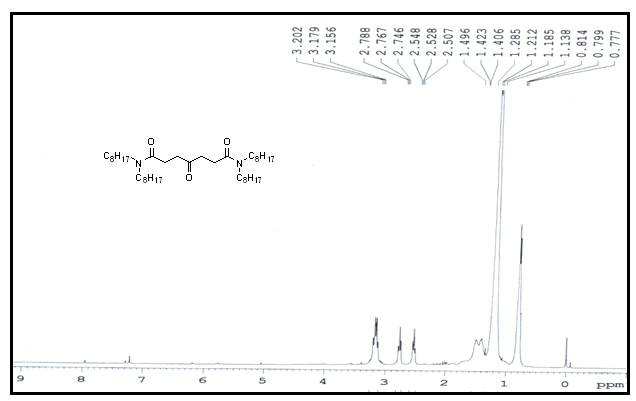 3.202 3.179 3.156 2.788 2.767 2.746 2.548 2.528 2.507 1.496 1.423 1.406 1.285 1.212 1.185 1.138 0.814 0.799 0.777
O O
C8H17 N N C8H17
C8H17 O C8H17
9 8 7 6 5 4 3 2 1 0 ppm